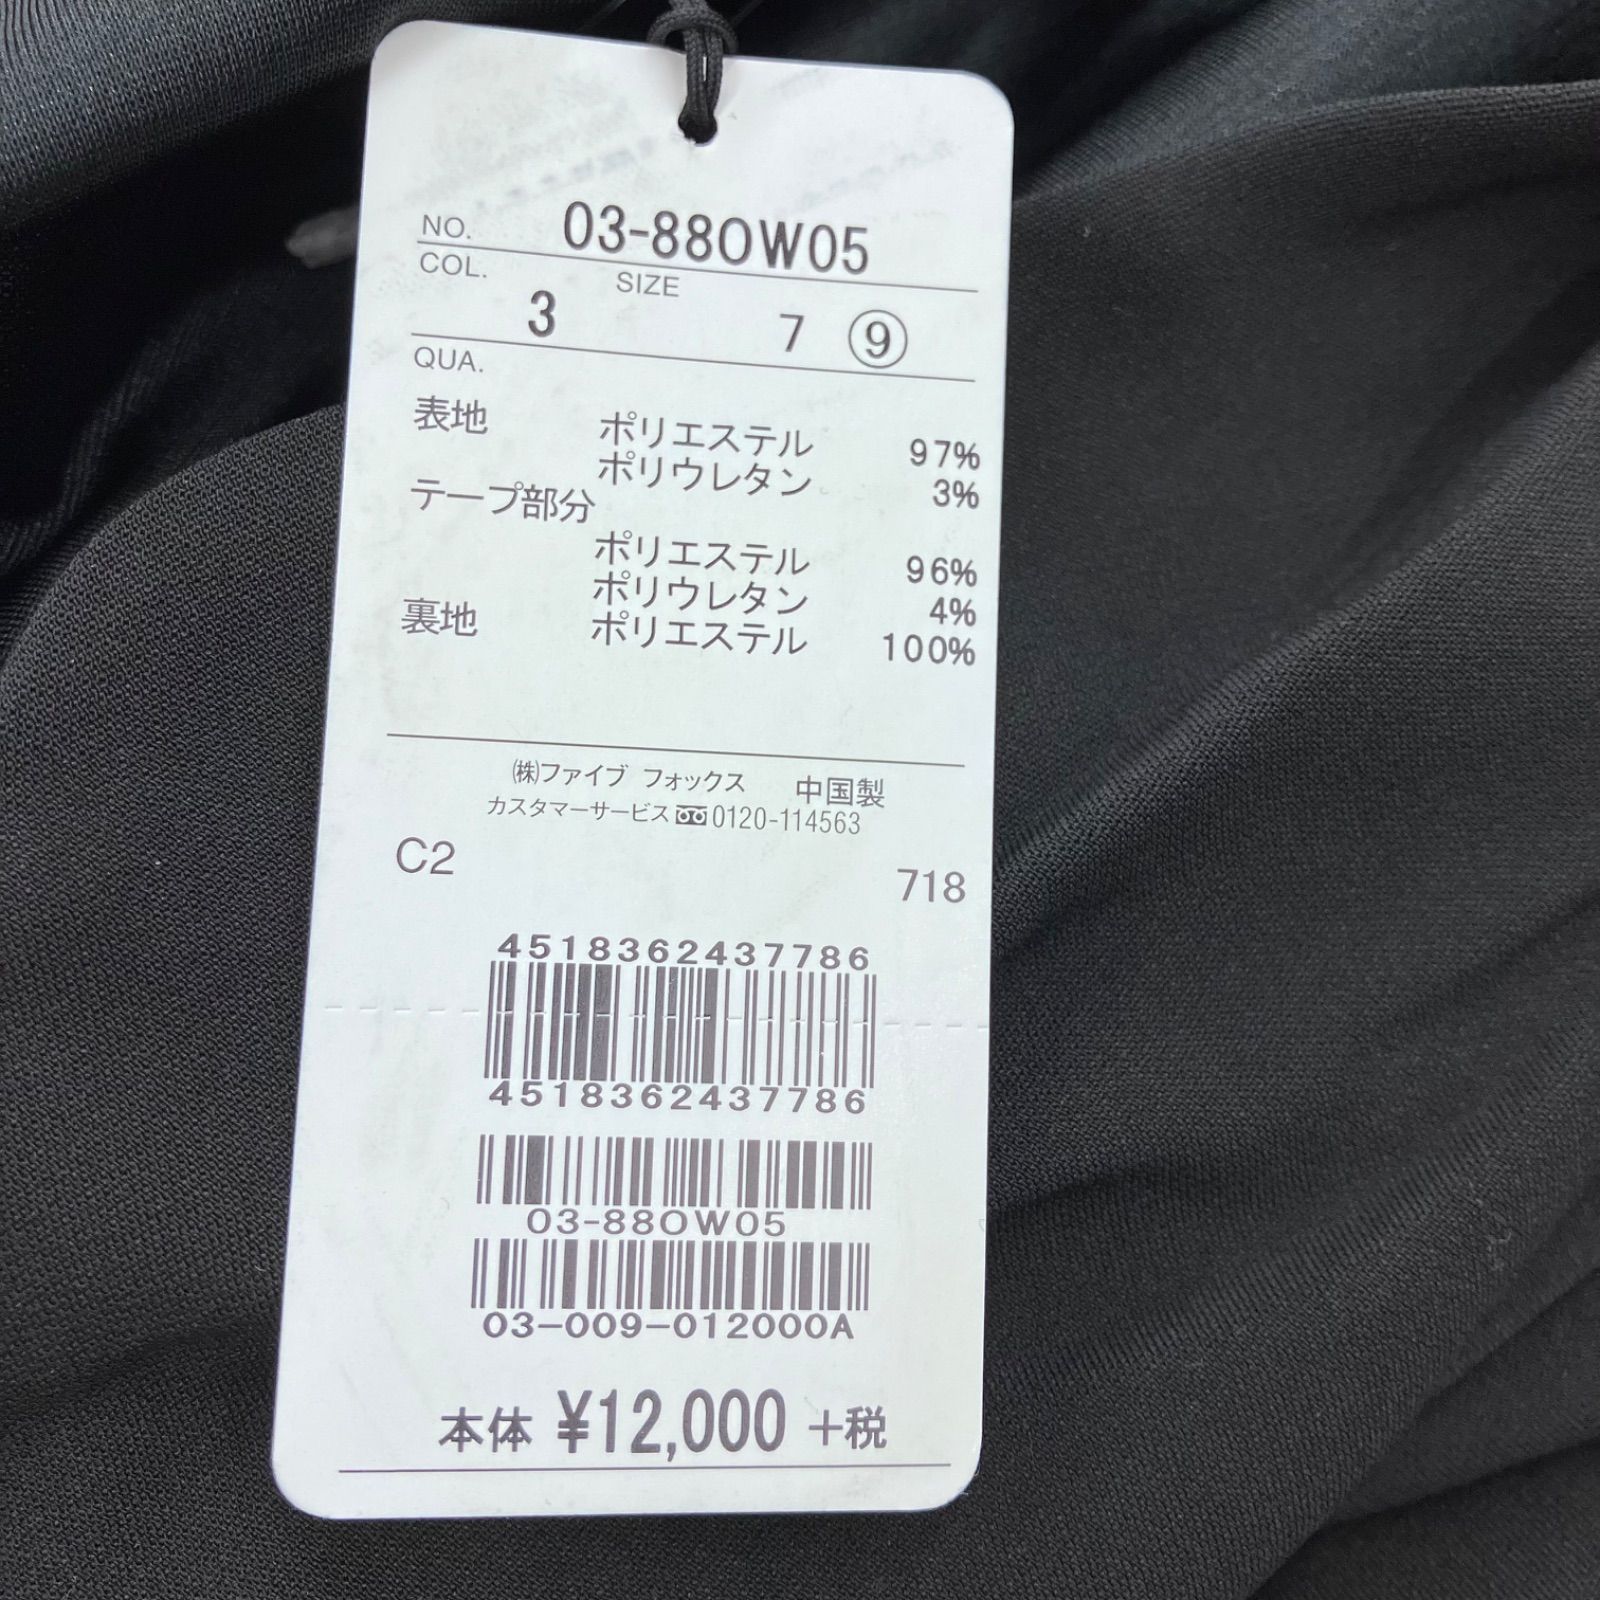 NO. 03-88OW05
COL. SIZE
3 7 ⑨
QUA.
表地 ポリエステル 97%
ポリウレタン 3%
テープ部分
ポリエステル 96%
ポリウレタン 4%
裏地 ポリエステル 100%
㈱ファイブ フォックス 中国製
カスタマーサービス 0120-114563
C2 718
4518362437786
4518362437786
03-88OW05
03-009-012000A
本体 ¥12,000 +税